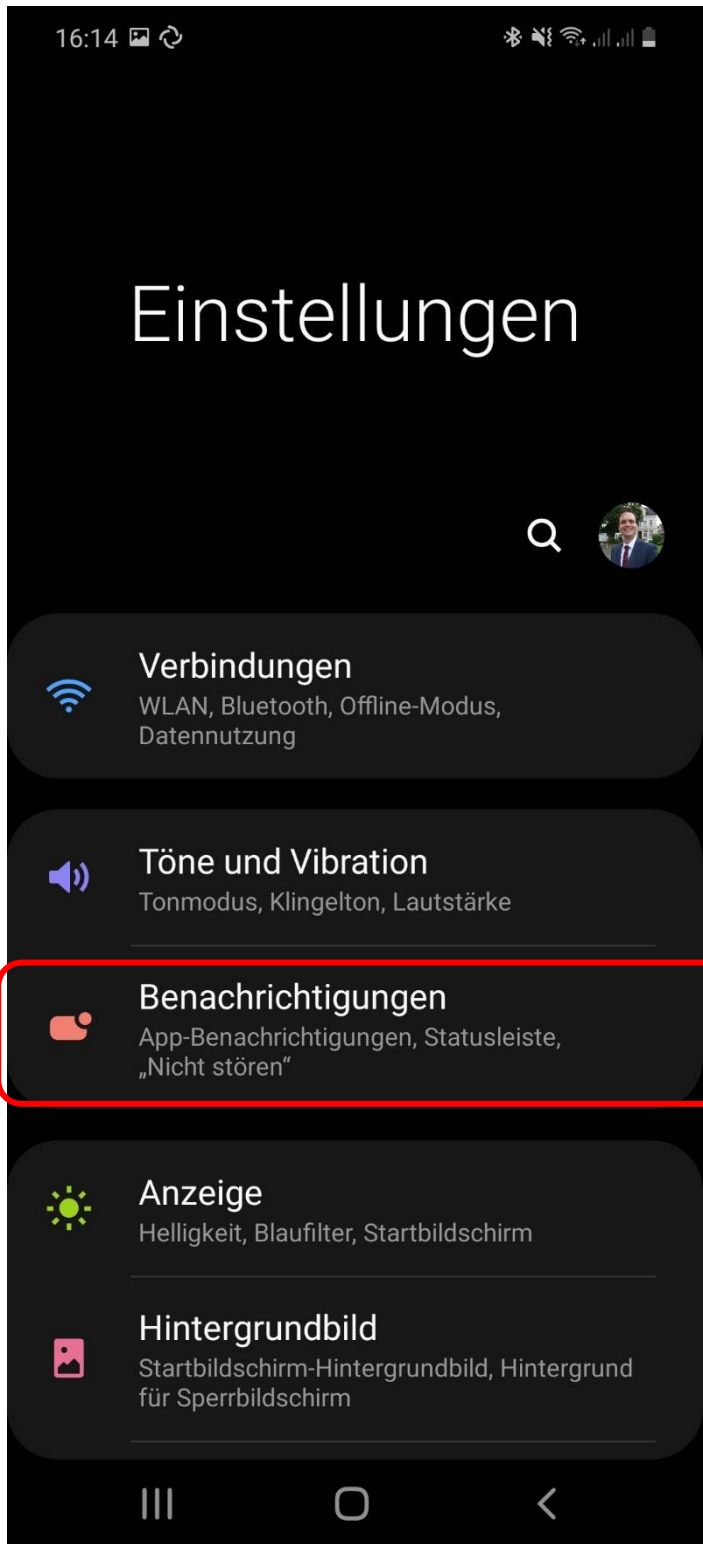 16:14
Einstellungen
Verbindungen
WLAN, Bluetooth, Offline-Modus,
Datennutzung
Töne und Vibration
Tonmodus, Klingelton, Lautstärke
Benachrichtigungen
App-Benachrichtigungen, Statusleiste,
„Nicht stören“
Anzeige
Helligkeit, Blaufilter, Startbildschirm
Hintergrundbild
Startbildschirm-Hintergrundbild, Hintergrund
für Sperrbildschirm